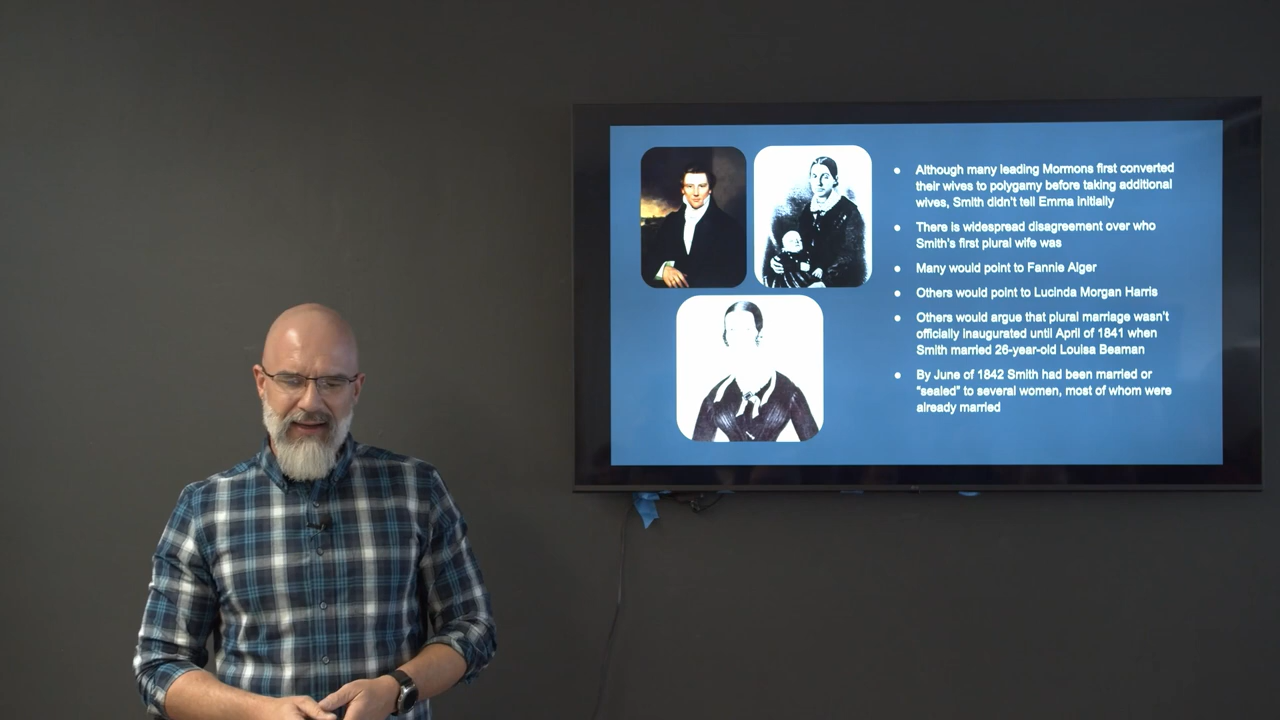 Although many leading Mormons first converted
their wives to polygamy before taking additional
wives, Smith didn't tell Emma initially
There is widespread disagreement over who
Smith's first plural wife was
Many would point to Fannie Alger
Others would point to Lucinda Morgan Harris
Others would argue that plural marriage wasn't
officially inaugurated until April of 1841 when
Smith married 26-year-old Louisa Beaman
By June of 1842 Smith had been married or
"sealed" to several women, most of whom were
already married